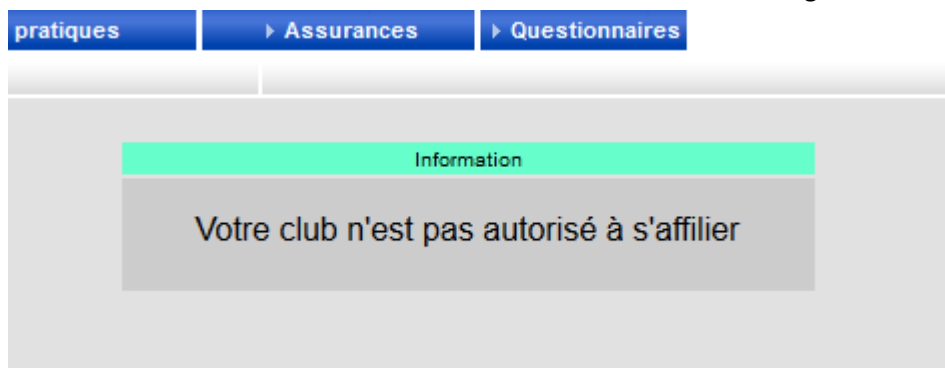 pratiques Assurances Questionnaires
Information
Votre club n'est pas autorisé à s'affilier